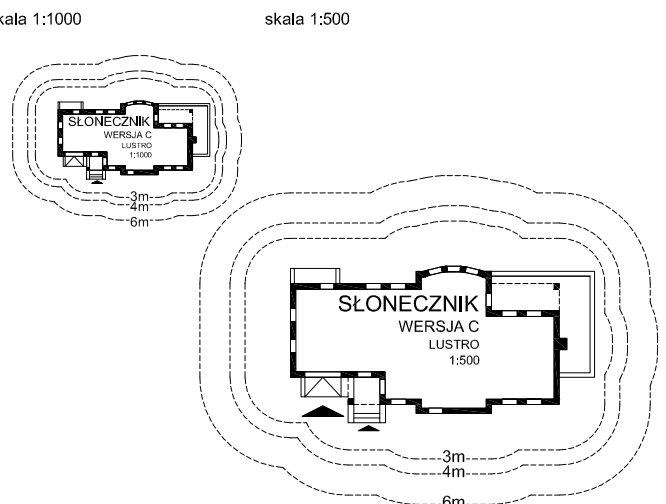 skala 1:1000
skala 1:500
SŁONECZNIK
WERSJA C
LUSTRO
1:1000
3m
4m
6m
SŁONECZNIK
WERSJA C
LUSTRO
1:500
3m
4m
6m